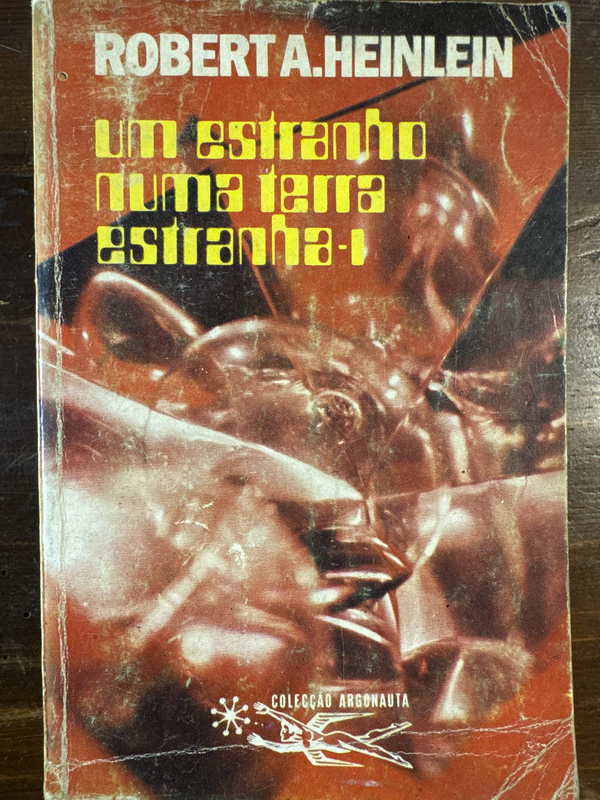 ROBERT A. HEINLEIN
um estranho
numa terra
estranha-1
COLECÇÃO ARGONAUTA